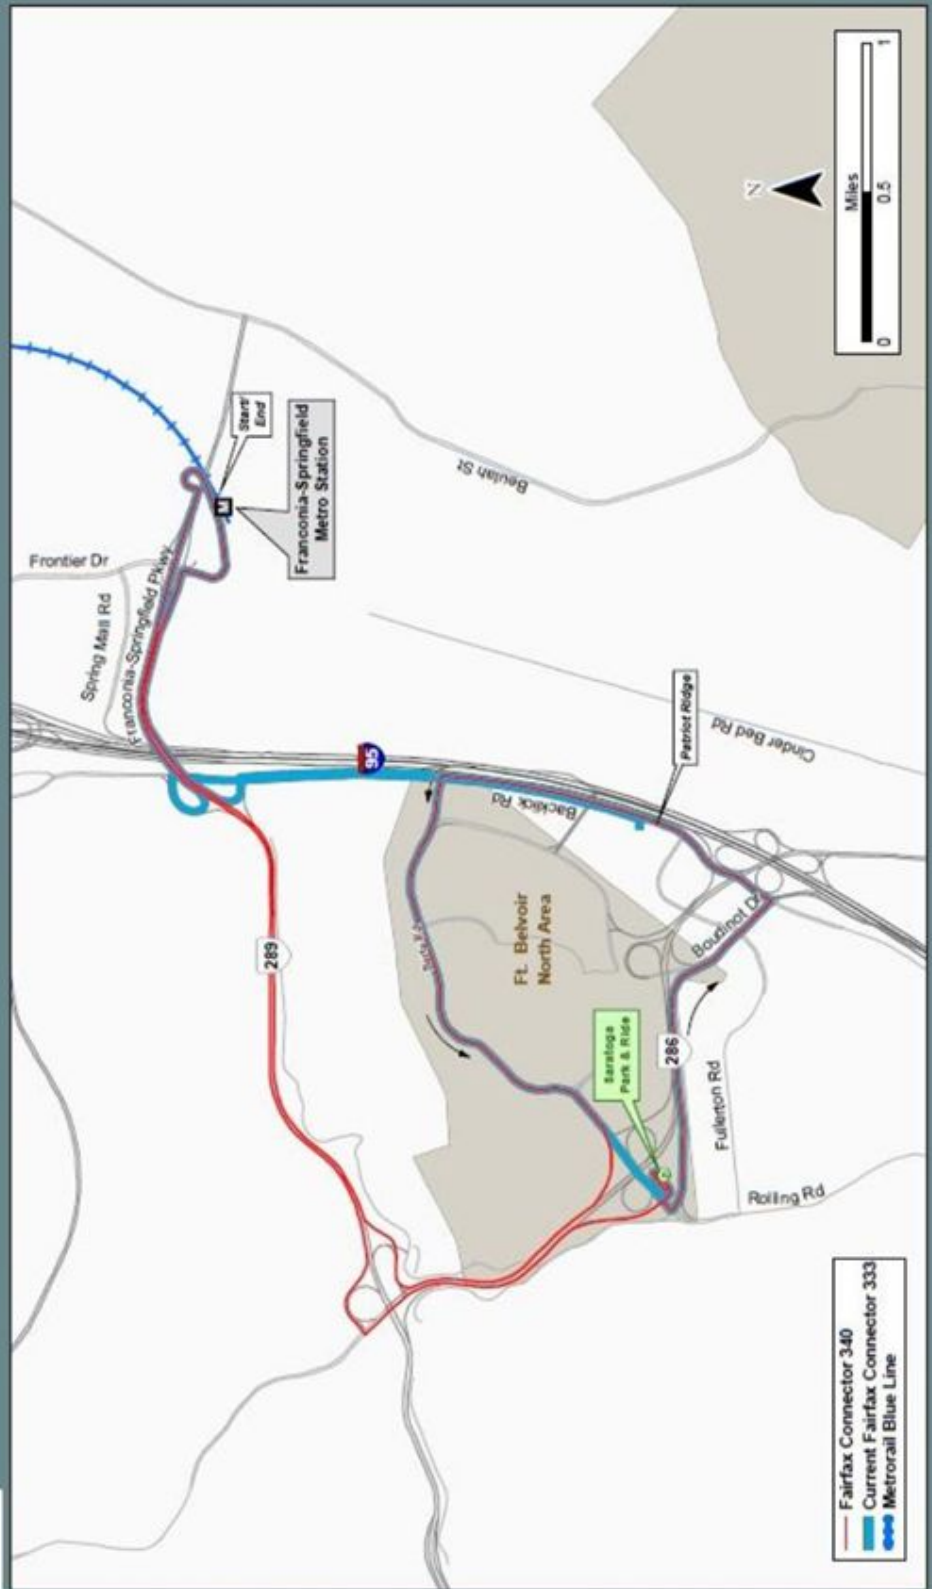 Frontier Dr
Spring Mall Rd
Franconia-Springfield Pkwy
Start/
End
M
Franconia-Springfield
Metro Station
Beulah St
95
Backlick Rd
Patriot Ridge
Cinder Bed Rd
289
Ft. Belvoir
North Area
Boudinot Dr
Saratoga
Park & Ride
286
Fullerton Rd
Rolling Rd
N
Miles
0
0.5
1
Fairfax Connector 340
Current Fairfax Connector 333
Metrorail Blue Line